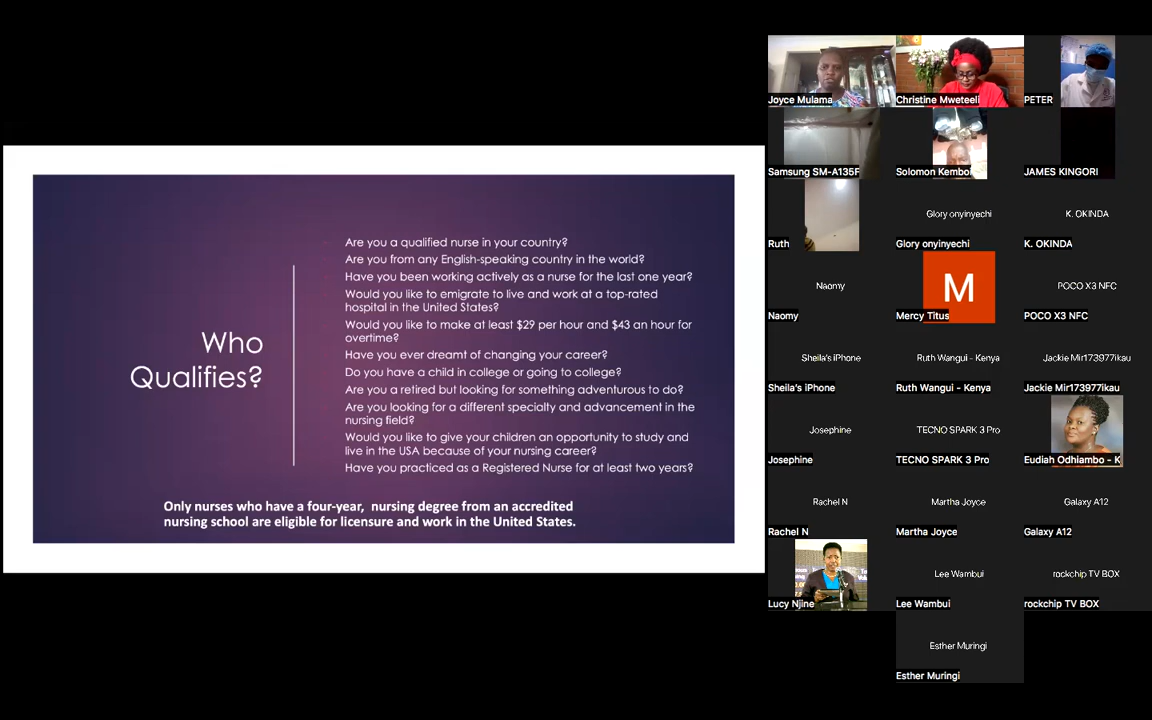 Who
Qualifies?
Are you a qualified nurse in your country?
Are you from any English-speaking country in the world?
Have you been working actively as a nurse for the last one year?
Would you like to emigrate to live and work at a top-rated
hospital in the United States?
Would you like to make at least $29 per hour and $43 an hour for
overtime?
Have you ever dreamt of changing your career?
Do you have a child in college or going to college?
Are you a retired but looking for something adventurous to do?
Are you looking for a different specialty and advancement in the
nursing field?
Would you like to give your children an opportunity to study and
live in the USA because of your nursing career?
Have you practiced as a Registered Nurse for at least two years?
Only nurses who have a four-year, nursing degree from an accredited
nursing school are eligible for licensure and work in the United States.
Joyce Mulama
Christine Mweteeli
PETER
Samsung SM-A135F
Solomon Kemboi
JAMES KINGORI
Ruth
Glory onyinyechi
Glory onyinyechi
K. OKINDA
K. OKINDA
Naomy
Naomy
M
Mercy Titus
POCO X3 NFC
POCO X3 NFC
Sheila's iPhone
Sheila's iPhone
Ruth Wangui - Kenya
Ruth Wangui - Kenya
Jackie Mir173977ikau
Jackie Mir173977ikau
Josephine
Josephine
TECNO SPARK 3 Pro
TECNO SPARK 3 Pro
Eudiah Odhiambo - K
Rachel N
Rachel N
Martha Joyce
Martha Joyce
Galaxy A12
Galaxy A12
Lucy Njine
Lee Wambui
Lee Wambui
rockchip TV BOX
rockchip TV BOX
Esther Muringi
Esther Muringi